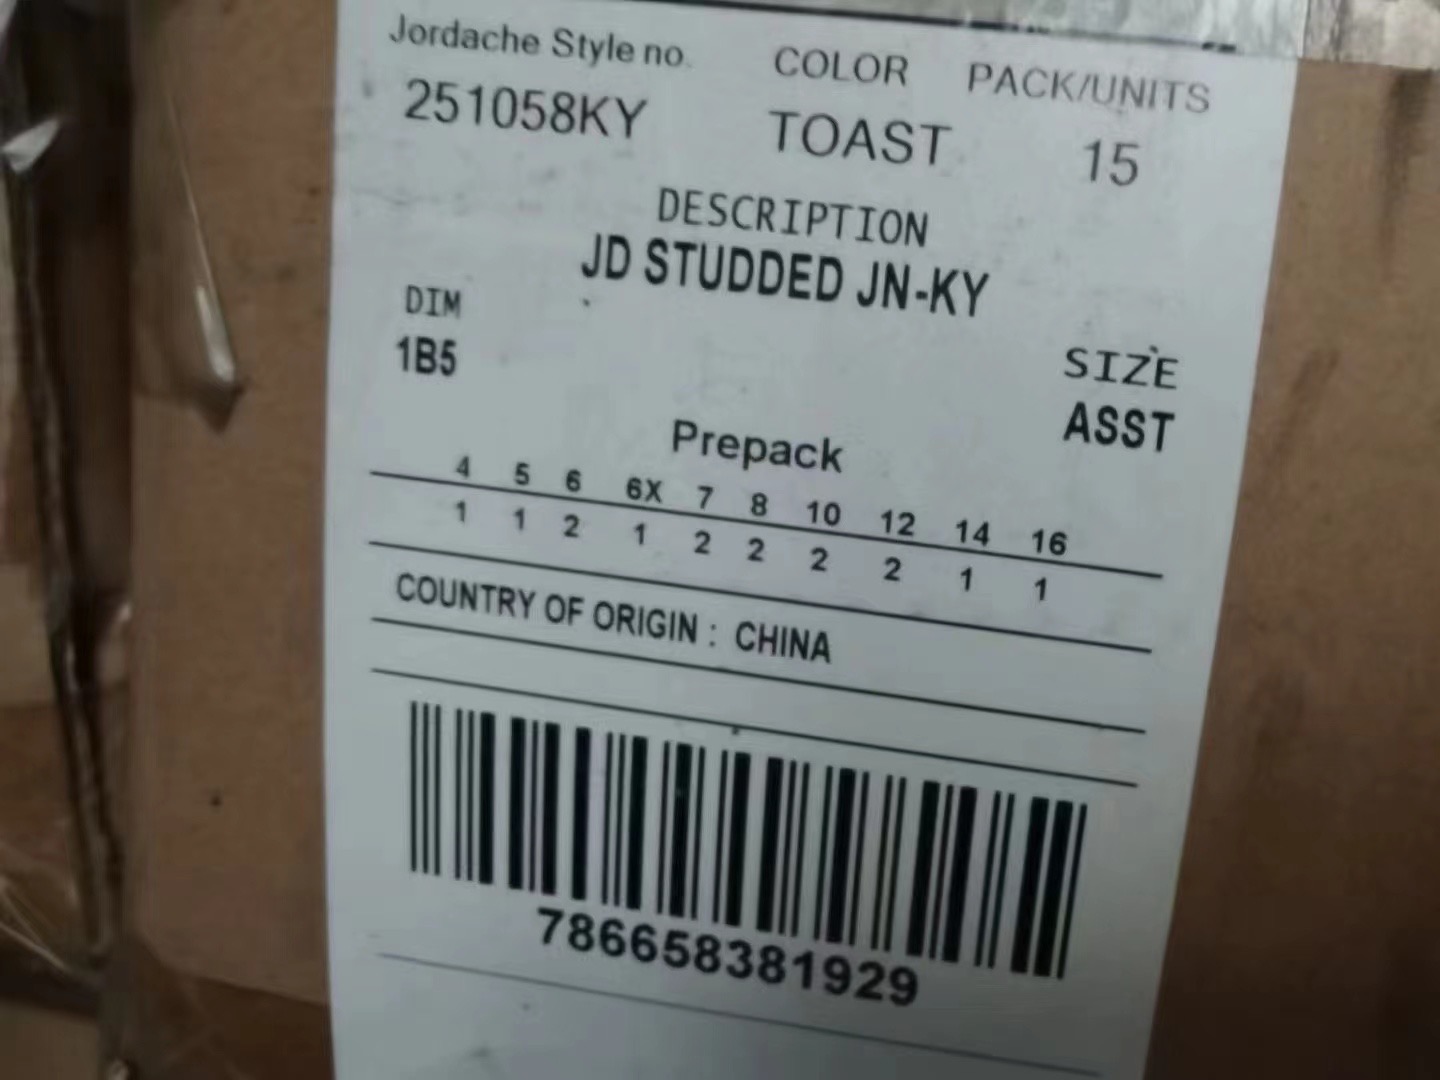 Jordache Style no. COLOR PACK/UNITS
251058KY TOAST 15
DESCRIPTION
JD STUDDED JN-KY
DIM SIZE
1B5 ASST
Prepack
4 5 6 6X 7 8 10 12 14 16
1 1 2 1 2 2 2 2 1 1
COUNTRY OF ORIGIN : CHINA
786658381929